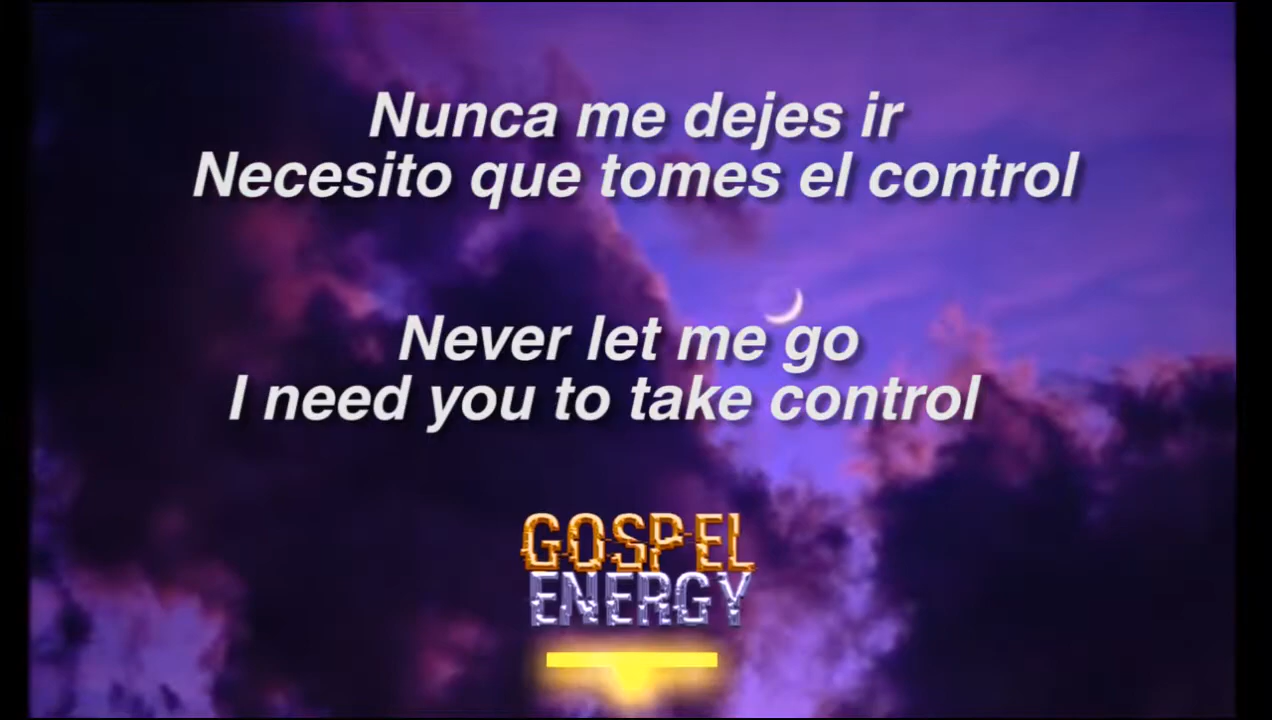 Nunca me dejes ir
Necesito que tomes el control
Never let me go
I need you to take control
GOSPEL
ENERGY